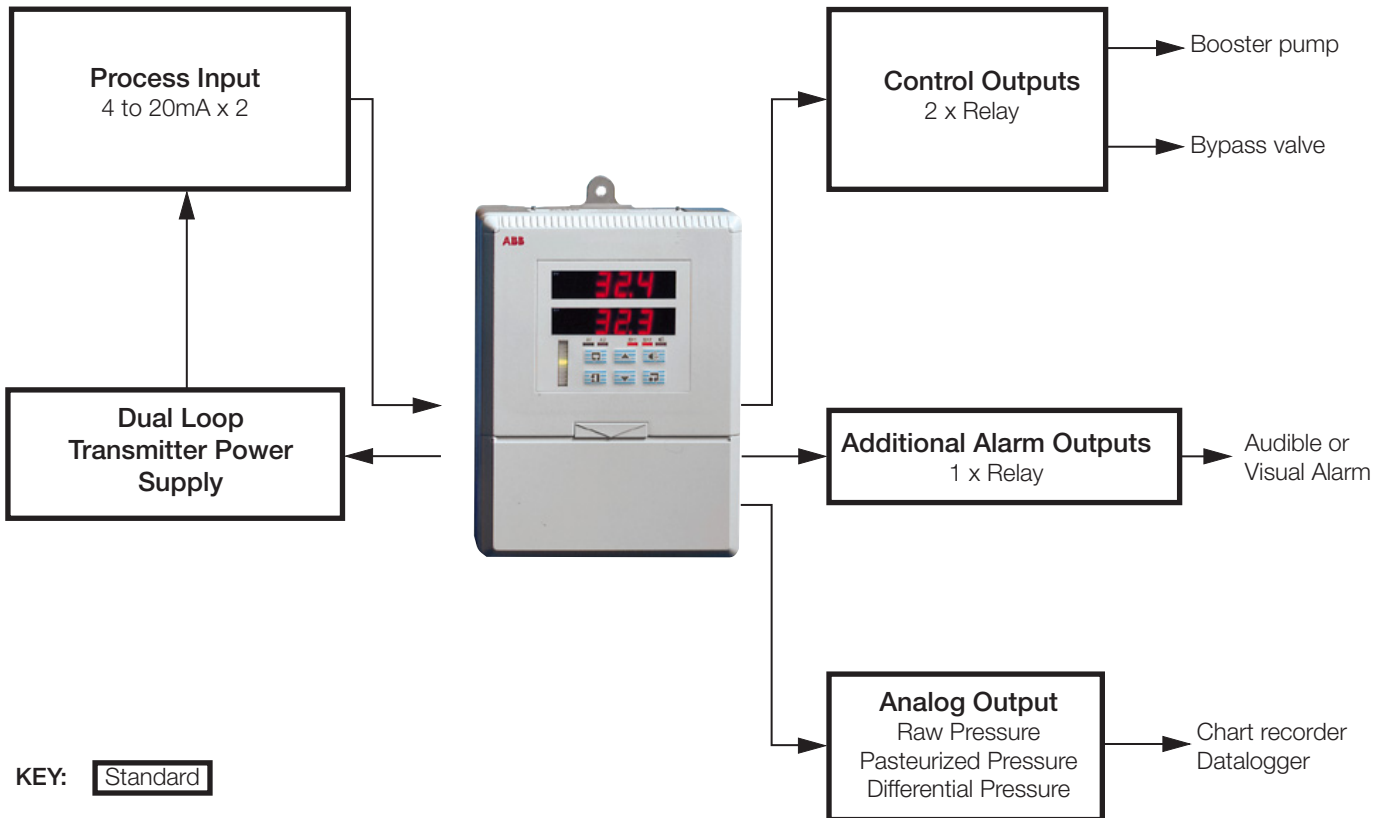 Process Input
4 to 20mA x 2
Control Outputs
2 x Relay
Booster pump
Bypass valve
ABB
32.4
32.3
Dual Loop
Transmitter Power
Supply
Additional Alarm Outputs
1 x Relay
Audible or
Visual Alarm
Analog Output
Raw Pressure
Pasteurized Pressure
Differential Pressure
Chart recorder
Datalogger
KEY: Standard